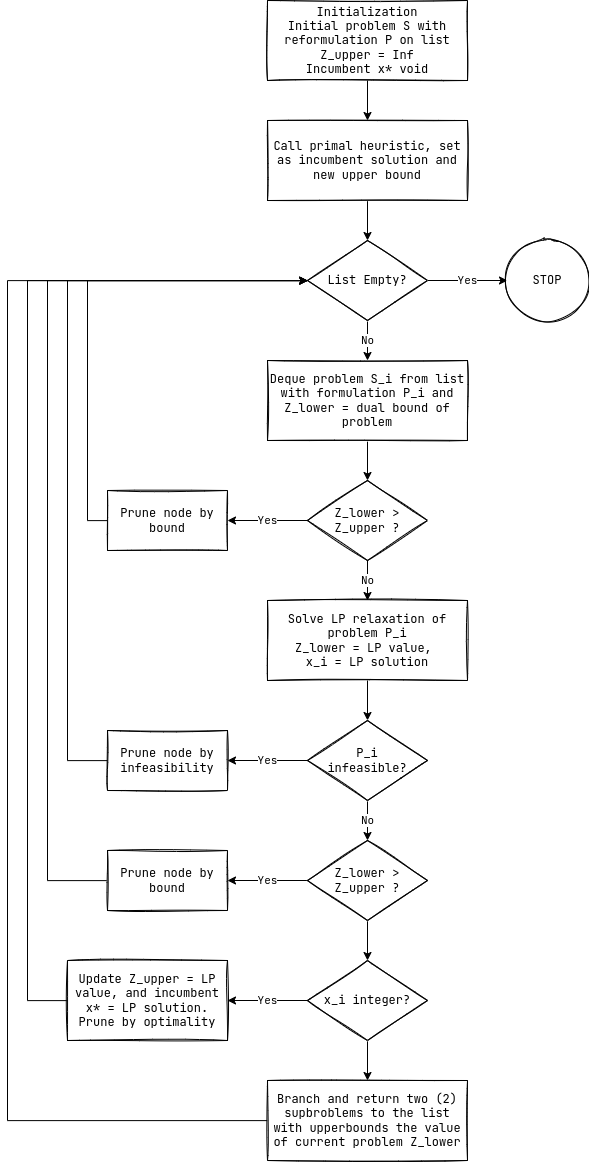 Initialization
Initial problem S with
reformulation P on list
Z_upper = Inf
Incumbent x* void
Call primal heuristic, set
as incumbent solution and
new upper bound
List Empty?
Yes
STOP
No
Deque problem S_i from list
with formulation P_i and
Z_lower = dual bound of
problem
Z_lower >
Z_upper ?
Yes
Prune node by
bound
No
Solve LP relaxation of
problem P_i
Z_lower = LP value,
x_i = LP solution
P_i
infeasible?
Yes
Prune node by
infeasibility
No
Z_lower >
Z_upper ?
Yes
Prune node by
bound
x_i integer?
Yes
Update Z_upper = LP
value, and incumbent
x* = LP solution.
Prune by optimality
Branch and return two (2)
supbroblems to the list
with upperbounds the value
of current problem Z_lower